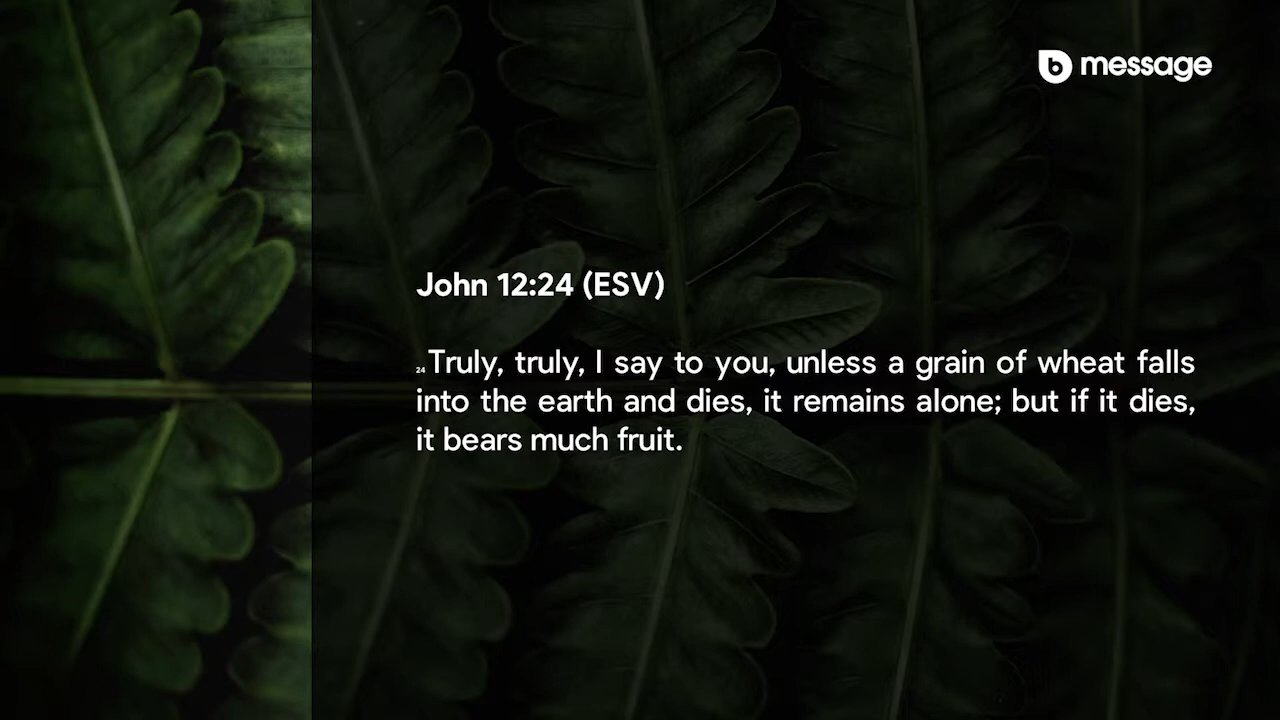 b message
John 12:24 (ESV)
24Truly, truly, I say to you, unless a grain of wheat falls
into the earth and dies, it remains alone; but if it dies,
it bears much fruit.